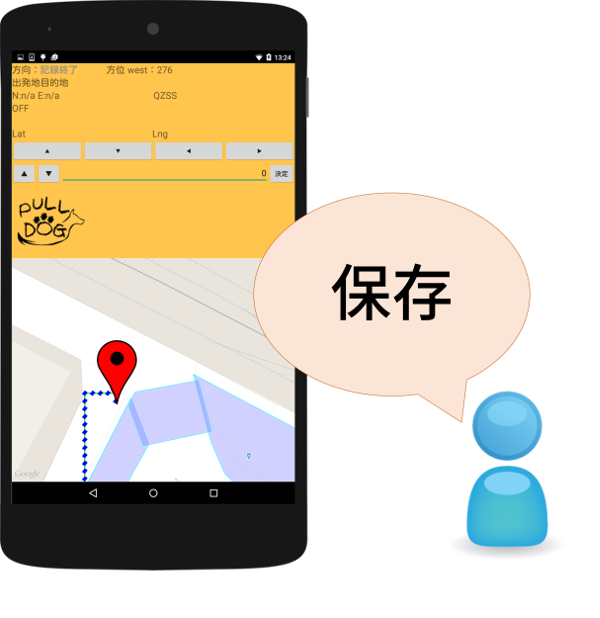 13:24
方向：記録終了 方位 west：276
出発地目的地
N:n/a E:n/a QZSS
OFF
Lat Lng
0 決定
PULL
DOG
保存
Google